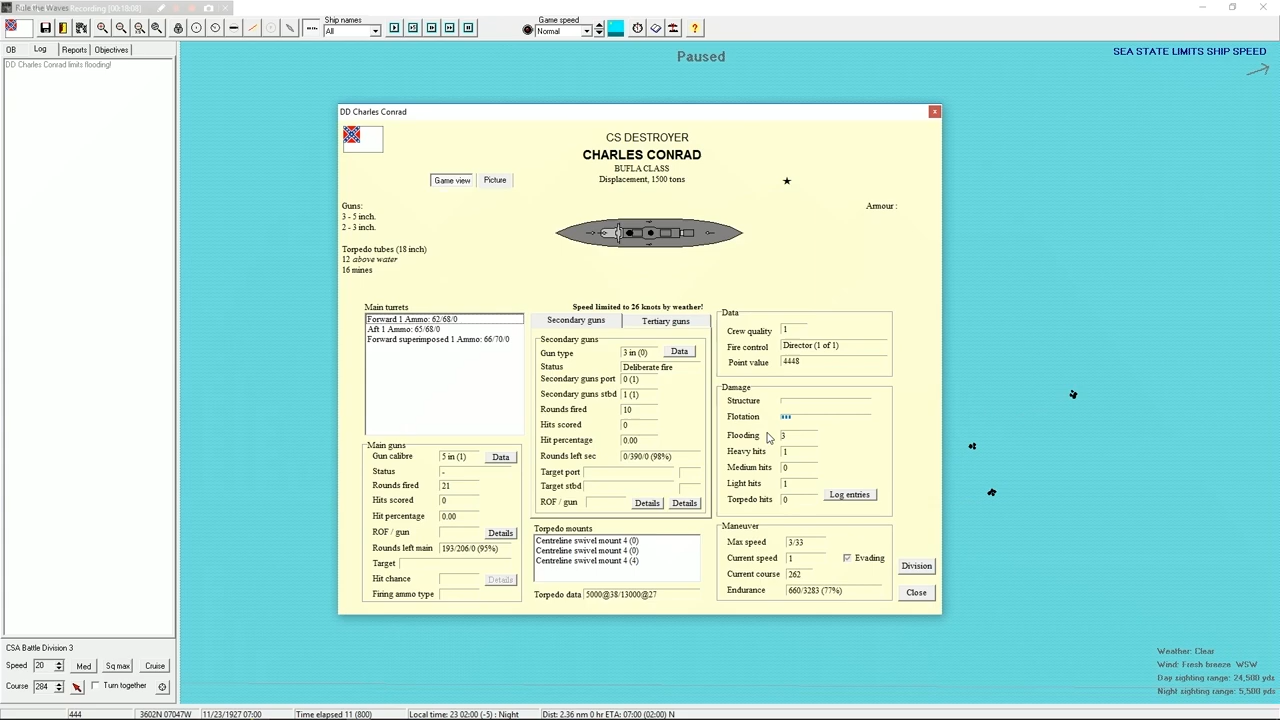 Rule the Waves
Recording [00:18:08]
Ship names
All
Game speed
Normal
OB Log Reports Objectives
DD Charles Conrad limits flooding!
Paused
SEA STATE LIMITS SHIP SPEED
DD Charles Conrad
CS DESTROYER
CHARLES CONRAD
BUFLA CLASS
Displacement, 1500 tons
Game view Picture
Guns:
3 - 5 inch.
2 - 3 inch.
Torpedo tubes (18 inch)
12 above water
16 mines
Armour :
Speed limited to 26 knots by weather!
Main turrets
Forward 1 Ammo: 62/68/0
Aft 1 Ammo: 65/68/0
Forward superimposed 1 Ammo: 66/70/0
Main guns
Gun calibre 5 in (1) Data
Status -
Rounds fired 21
Hits scored 0
Hit percentage 0.00
ROF / gun Details
Rounds left main 193/206/0 (95%)
Target
Hit chance Details
Firing ammo type
Secondary guns Tertiary guns
Secondary guns
Gun type 3 in (0) Data
Status Deliberate fire
Secondary guns port 0 (1)
Secondary guns stbd 1 (1)
Rounds fired 10
Hits scored 0
Hit percentage 0.00
Rounds left sec 0/390/0 (98%)
Target port
Target stbd
ROF / gun Details Details
Torpedo mounts
Centreline swivel mount 4 (0)
Centreline swivel mount 4 (0)
Centreline swivel mount 4 (4)
Torpedo data 5000@38/13000@27
Data
Crew quality 1
Fire control Director (1 of 1)
Point value 4448
Damage
Structure
Flotation
Flooding 3
Heavy hits 1
Medium hits 0
Light hits 1
Torpedo hits 0
Log entries
Maneuver
Max speed 3/33
Current speed 1 Evading
Current course 262
Endurance 660/3283 (77%)
Division
Close
CSA Battle Division 3
Speed 20 Med Sq max Cruise
Course 284 Turn together
Weather: Clear
Wind: Fresh breeze WSW
Day sighting range: 24,500 yds
Night sighting range: 5,500 yds
444 3602N 07047W 11/23/1927 07:00 Time elapsed 11 (800) Local time: 23 02:00 (-5) : Night Dist: 2.36 nm 0 hr ETA: 07:00 (02:00) N